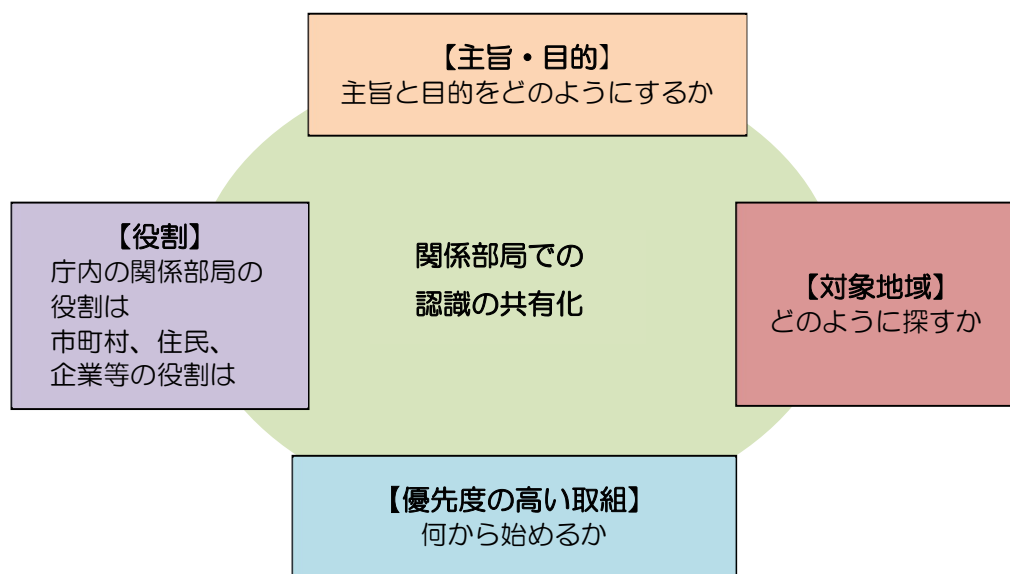 【主旨・目的】
主旨と目的をどのようにするか
【役割】
庁内の関係部局の
役割は
市町村、住民、
企業等の役割は
関係部局での
認識の共有化
【対象地域】
どのように探すか
【優先度の高い取組】
何から始めるか